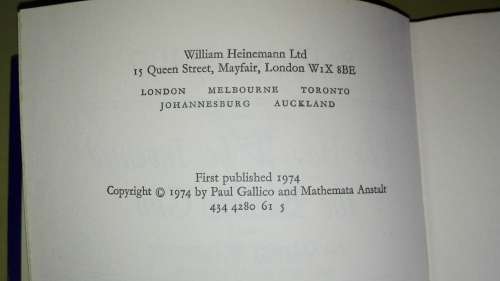 William Heinemann Ltd
15 Queen Street, Mayfair, London W1X 8BE
LONDON MELBOURNE TORONTO
JOHANNESBURG AUCKLAND
First published 1974
Copyright © 1974 by Paul Gallico and Mathemata Anstalt
434 4280 61 5